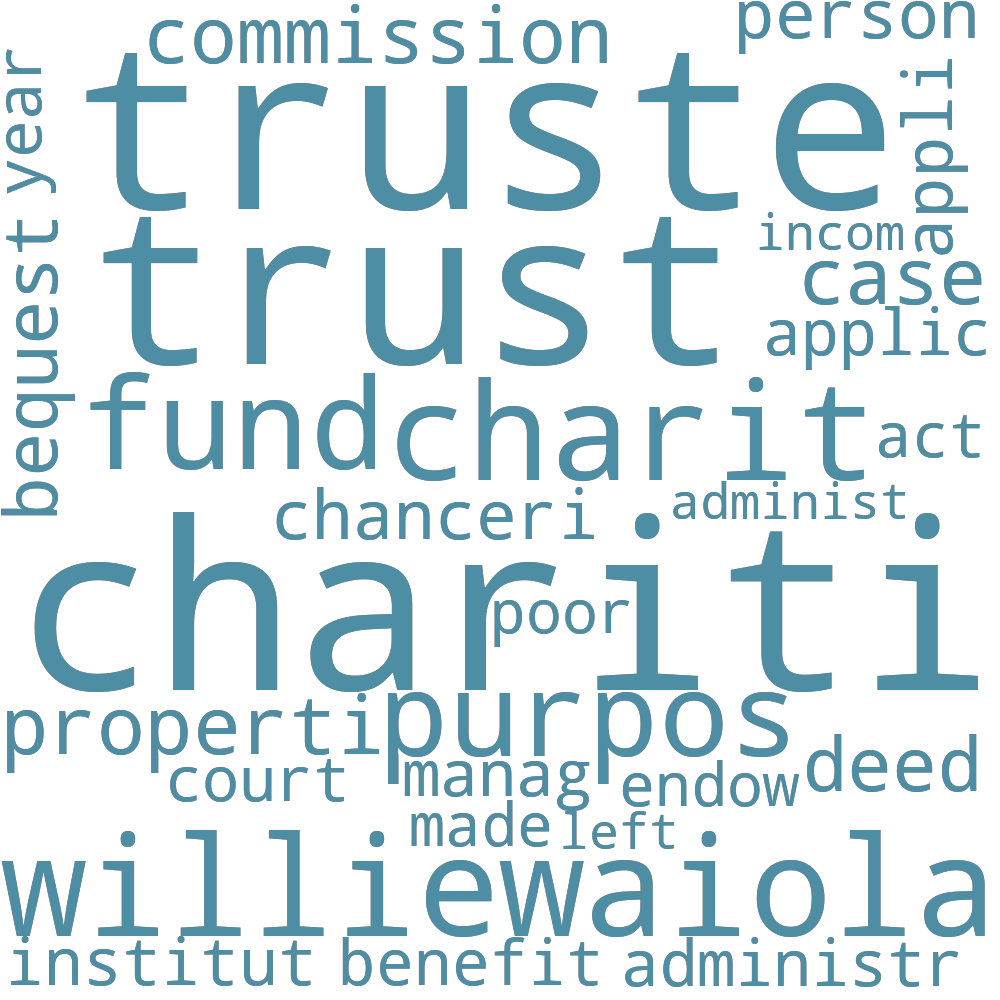 commission
person
truste
year
appli
trust
incom
case
applic
bequest
fund
charit
act
chanceri
administ
chariti
poor
properti
purpos
court
manag
endow
deed
made
left
williewaiola
institut
benefit
administr